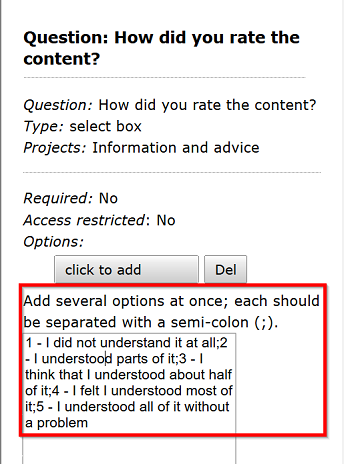 Question: How did you rate the
content?
Question: How did you rate the content?
Type: select box
Projects: Information and advice
Required: No
Access restricted: No
Options:
click to add Del
Add several options at once; each should
be separated with a semi-colon (;).
1 - I did not understand it at all;2
- I understood parts of it;3 - I
think that I understood about half
of it;4 - I felt I understood most of
it;5 - I understood all of it without
a problem